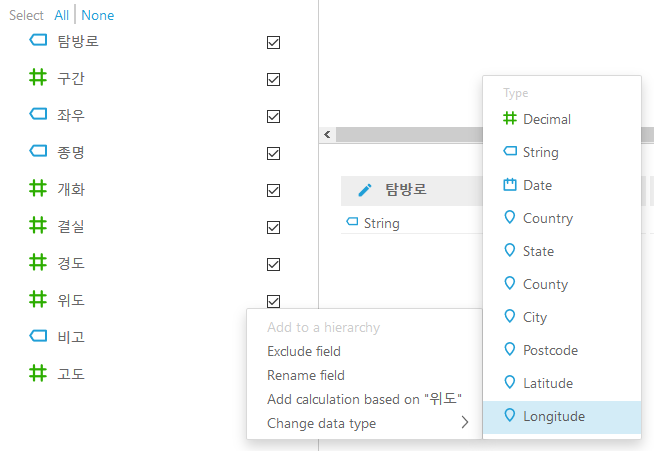 Select All None
탐방로
구간
좌우
종명
개화
결실
경도
위도
비고
고도
탐방로
String
Add to a hierarchy
Exclude field
Rename field
Add calculation based on "위도"
Change data type
Type
Decimal
String
Date
Country
State
County
City
Postcode
Latitude
Longitude